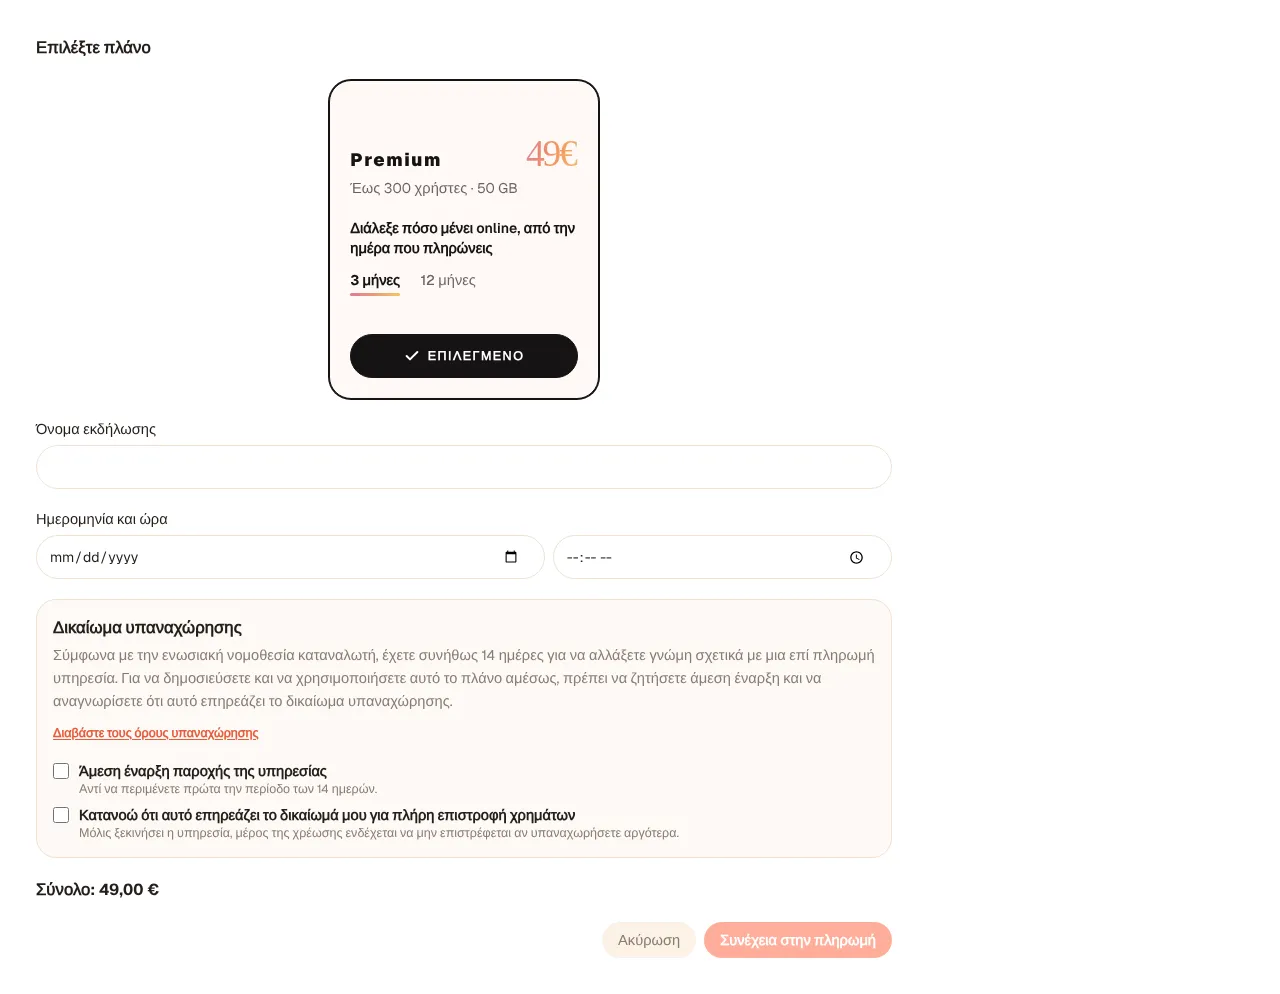 Επιλέξτε πλάνο
Premium 49€
Έως 300 χρήστες · 50 GB
Διάλεξε πόσο μένει online, από την
ημέρα που πληρώνεις
3 μήνες 12 μήνες
ΕΠΙΛΕΓΜΕΝΟ
Όνομα εκδήλωσης
Ημερομηνία και ώρα
mm/dd/yyyy --:-- --
Δικαίωμα υπαναχώρησης
Σύμφωνα με την ενωσιακή νομοθεσία καταναλωτή, έχετε συνήθως 14 ημέρες για να αλλάξετε γνώμη σχετικά με μια επί πληρωμή
υπηρεσία. Για να δημοσιεύσετε και να χρησιμοποιήσετε αυτό το πλάνο αμέσως, πρέπει να ζητήσετε άμεση έναρξη και να
αναγνωρίσετε ότι αυτό επηρεάζει το δικαίωμα υπαναχώρησης.
Διαβάστε τους όρους υπαναχώρησης
Άμεση έναρξη παροχής της υπηρεσίας
Αντί να περιμένετε πρώτα την περίοδο των 14 ημερών.
Κατανοώ ότι αυτό επηρεάζει το δικαίωμά μου για πλήρη επιστροφή χρημάτων
Μόλις ξεκινήσει η υπηρεσία, μέρος της χρέωσης ενδέχεται να μην επιστρέφεται αν υπαναχωρήσετε αργότερα.
Σύνολο: 49,00 €
Ακύρωση Συνέχεια στην πληρωμή